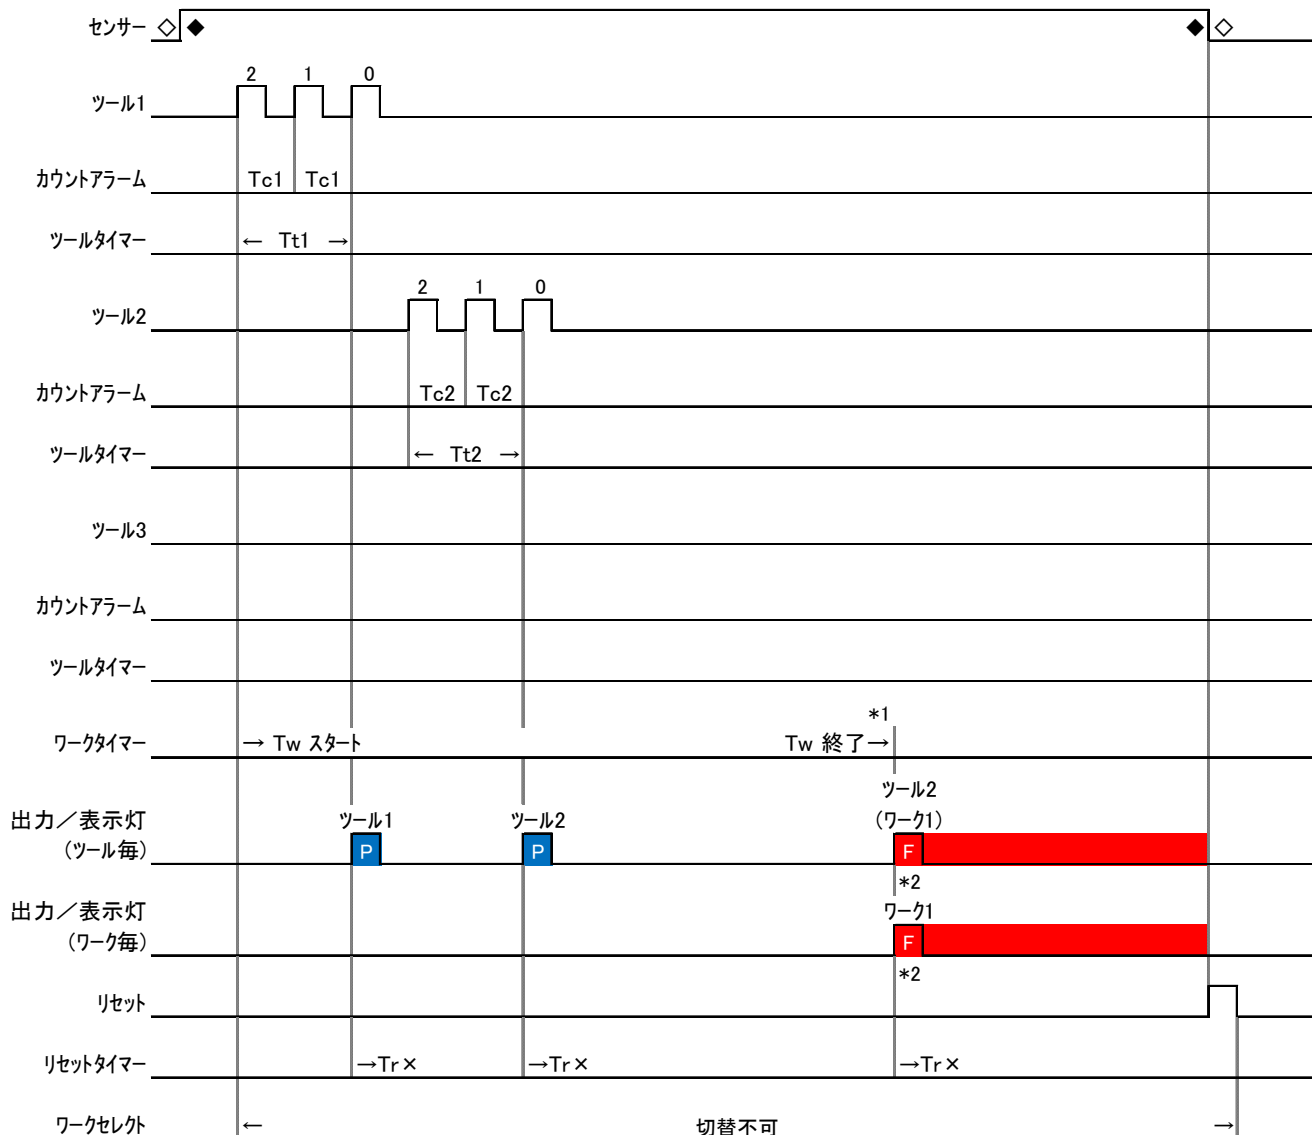 センサー ◇ ◆ ◆ ◇
2 1 0
ツール1
カウントアラーム Tc1 Tc1
ツールタイマー ← Tt1 →
2 1 0
ツール2
カウントアラーム Tc2 Tc2
ツールタイマー ← Tt2 →
ツール3
カウントアラーム
ツールタイマー
*1
ワークタイマー → Tw スタート Tw 終了→
ツール2
出力／表示灯 ツール1 ツール2 (ワーク1)
(ツール毎) P P F
*2
出力／表示灯 ワーク1
(ワーク毎) F
*2
リセット
リセットタイマー →Tr× →Tr× →Tr×
ワークセレクト ← 切替不可 →